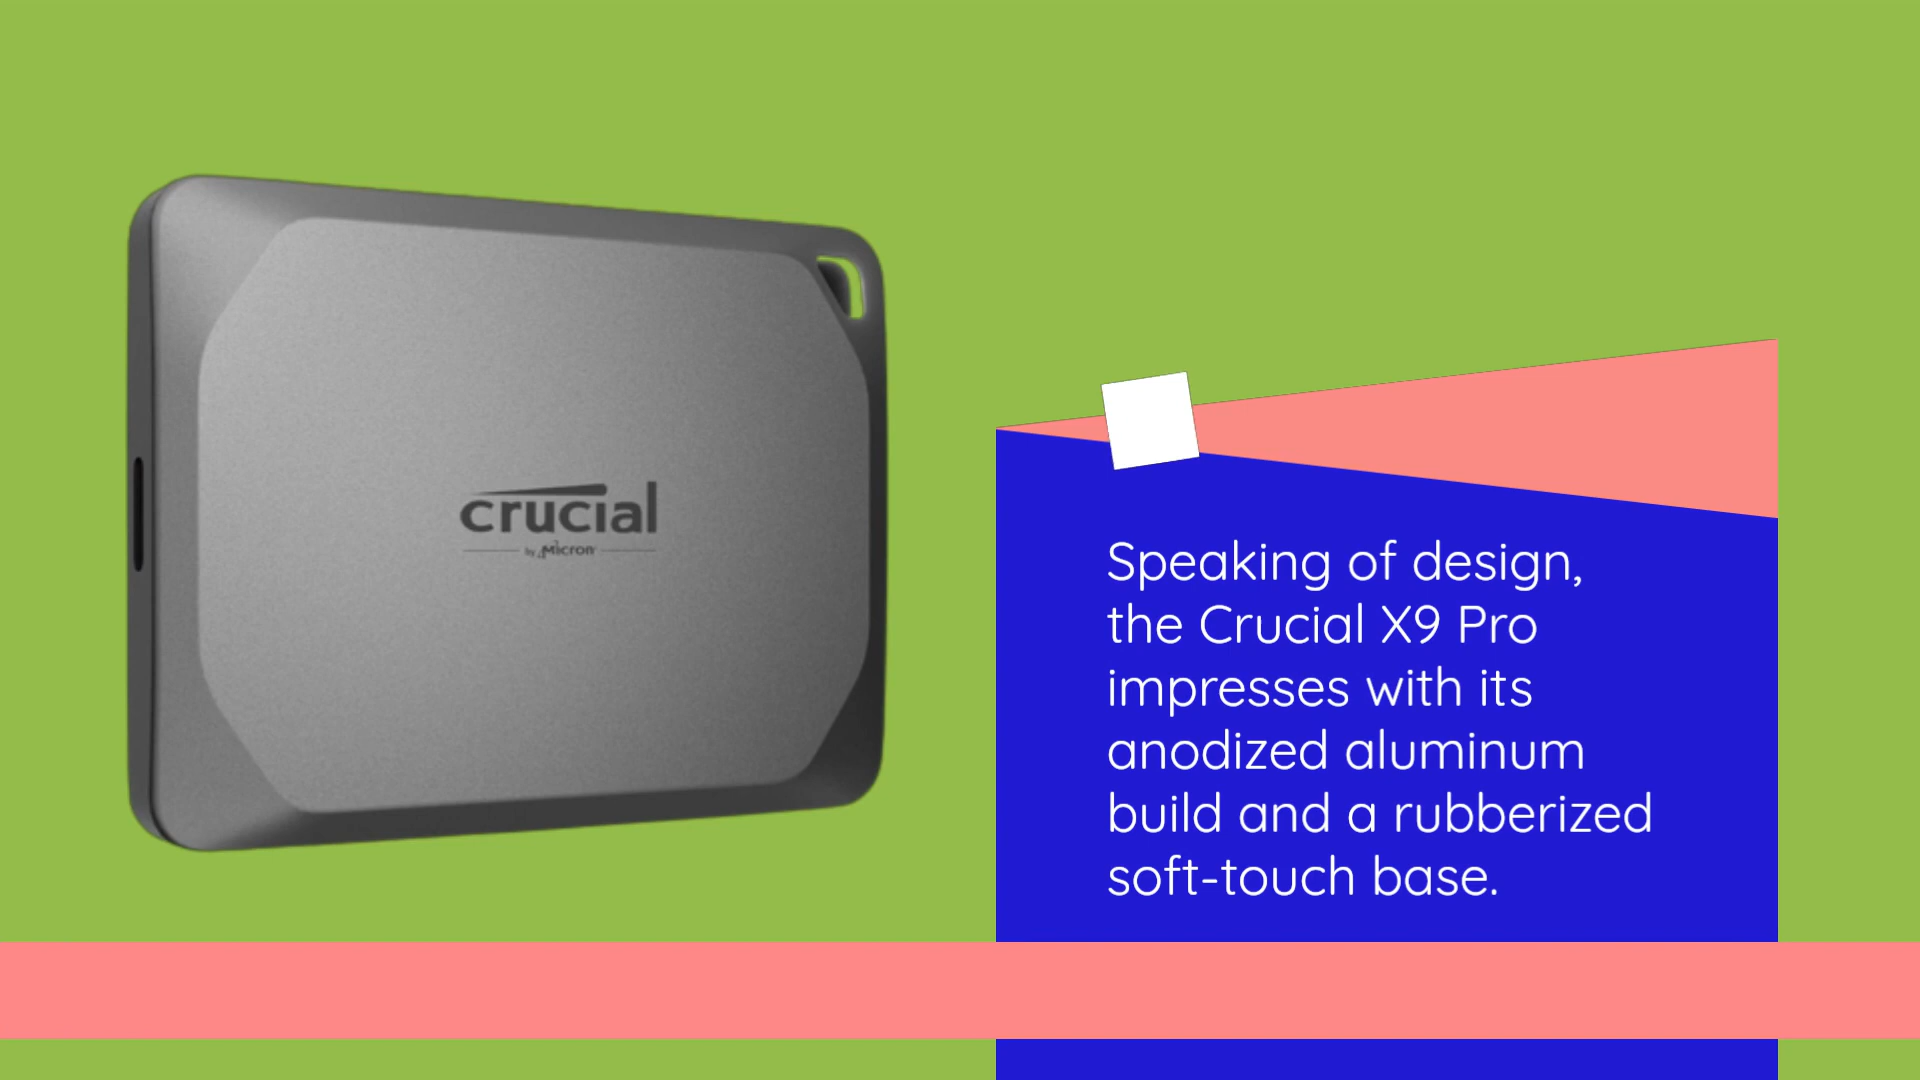 crucial
by Micron
Speaking of design,
the Crucial X9 Pro
impresses with its
anodized aluminum
build and a rubberized
soft-touch base.